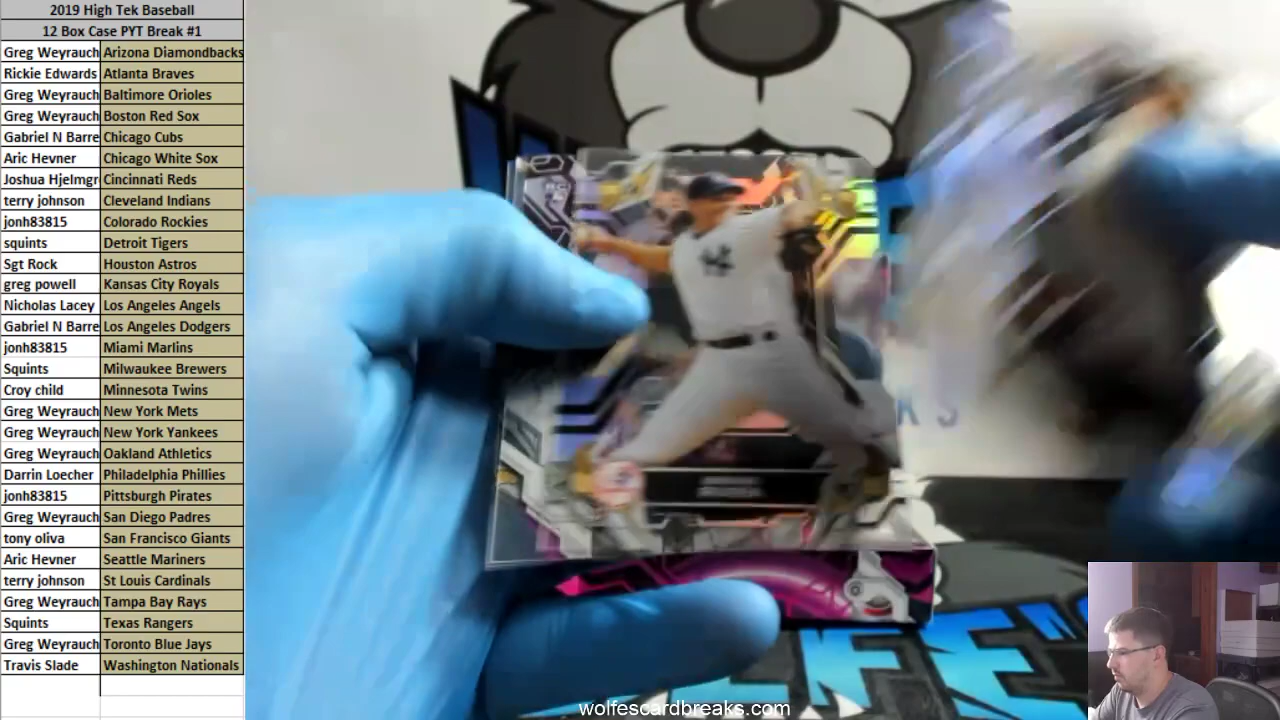 2019 High Tek Baseball
12 Box Case PYT Break #1
Greg Weyrauch Arizona Diamondbacks
Rickie Edwards Atlanta Braves
Greg Weyrauch Baltimore Orioles
Greg Weyrauch Boston Red Sox
Gabriel N Barre Chicago Cubs
Aric Hevner Chicago White Sox
Joshua Hjelmgr Cincinnati Reds
terry johnson Cleveland Indians
jonh83815 Colorado Rockies
squints Detroit Tigers
Sgt Rock Houston Astros
greg powell Kansas City Royals
Nicholas Lacey Los Angeles Angels
Gabriel N Barre Los Angeles Dodgers
jonh83815 Miami Marlins
Squints Milwaukee Brewers
Croy child Minnesota Twins
Greg Weyrauch New York Mets
Greg Weyrauch New York Yankees
Greg Weyrauch Oakland Athletics
Darrin Loecher Philadelphia Phillies
jonh83815 Pittsburgh Pirates
Greg Weyrauch San Diego Padres
tony oliva San Francisco Giants
Aric Hevner Seattle Mariners
terry johnson St Louis Cardinals
Greg Weyrauch Tampa Bay Rays
Squints Texas Rangers
Greg Weyrauch Toronto Blue Jays
Travis Slade Washington Nationals
wolfescardbreaks.com